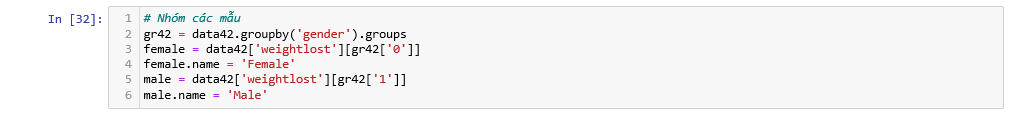 In [32]:
1 # Nhóm các mẫu
2 gr42 = data42.groupby('gender').groups
3 female = data42['weightlost'][gr42['0']]
4 female.name = 'Female'
5 male = data42['weightlost'][gr42['1']]
6 male.name = 'Male'